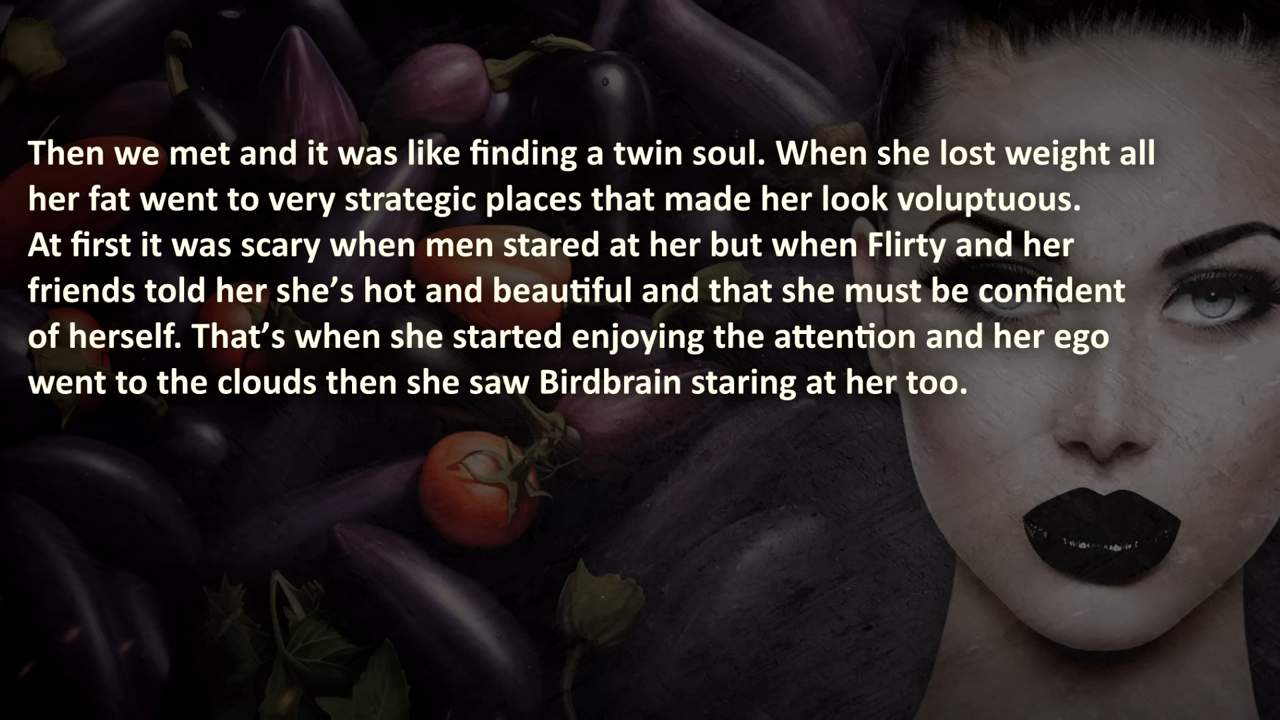 Then we met and it was like finding a twin soul. When she lost weight all
her fat went to very strategic places that made her look voluptuous.
At first it was scary when men stared at her but when Flirty and her
friends told her she’s hot and beautiful and that she must be confident
of herself. That’s when she started enjoying the attention and her ego
went to the clouds then she saw Birdbrain staring at her too.